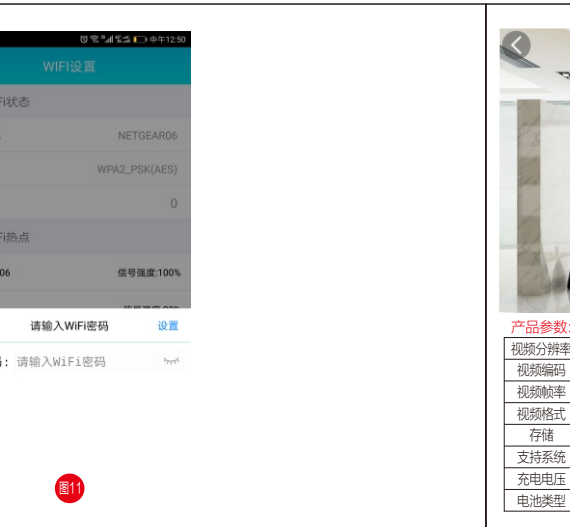 中午12:50
WIFI设置
Fi状态
NETGEAR06
WPA2_PSK(AES)
0
Fi热点
06 信号强度:100%
请输入WiFi密码 设置
: 请输入WiFi密码
图11
产品参数:
视频分辨率
视频编码
视频帧率
视频格式
存储
支持系统
充电电压
电池类型